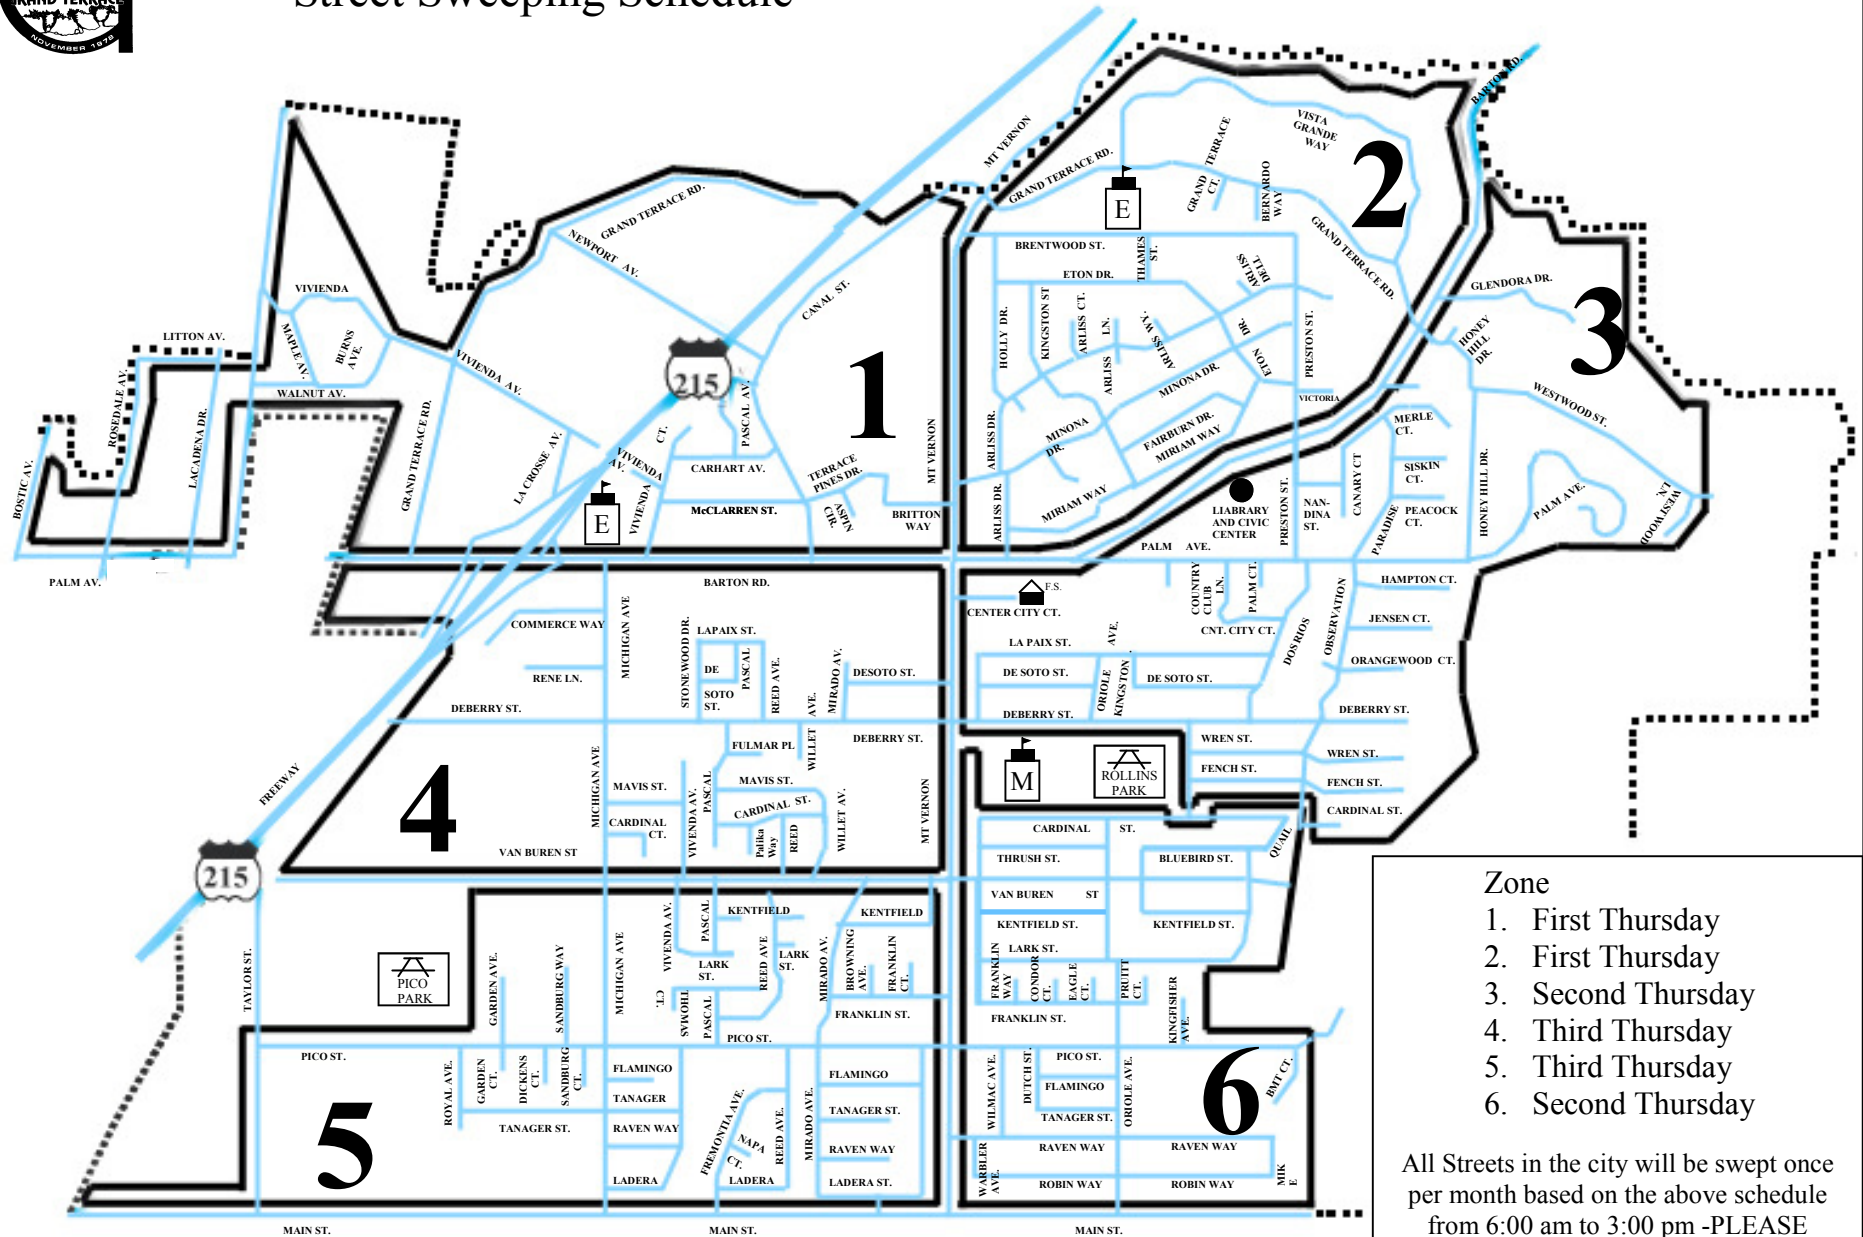 GRAND TERRACE
NOVEMBER 1978
Street Sweeping Schedule
BARTON RD.
MT VERNON
VISTA
GRANDE
WAY
2
GRAND TERRACE RD.
E
GRAND TERRACE
CT.
BERNARDO
WAY
GRAND TERRACE RD.
GRAND TERRACE RD.
NEWPORT AV.
BRENTWOOD ST.
THAMES
ST.
ETON DR.
ARLISS
DELL
GLENDORA DR.
3
VIVIENDA
CANAL ST.
LITTON AV.
MAPLE AV.
BURNS
AVE.
HOLLY DR.
KINGSTON ST
ARLISS CT.
ARLISS
LN.
ARLISS WY.
ETON
DR.
PRESTON ST.
HONEY
HILL
DR.
VIVIENDA AV.
215
1
MINONA DR.
VICTORIA
WESTWOOD ST.
WALNUT AV.
ROSEDALE AV.
LACADENA DR.
BOSTIC AV.
GRAND TERRACE RD.
LA CROSSE AV.
CT.
PASCAL AV.
MT VERNON
ARLISS DR.
MINONA
DR.
FAIRBURN DR.
MIRIAM WAY
MERLE
CT.
VIVIENDA
AV.
CARHART AV.
TERRACE
PINES DR.
SISKIN
CT.
CANARY CT
HONEY HILL DR.
PALM AVE.
WESTWOOD
LN.
E
VIVIENDA
McCLARREN ST.
ASPIN
CIR.
BRITTON
WAY
ARLISS DR.
MIRIAM WAY
LIABRARY
AND CIVIC
CENTER
PRESTON ST.
NAN-
DINA
ST.
PARADISE
PEACOCK
CT.
PALM AVE.
PALM AV.
BARTON RD.
F.S.
CENTER CITY CT.
COUNTRY
CLUB
LN.
PALM CT.
HAMPTON CT.
COMMERCE WAY
MICHIGAN AVE
STONEWOOD DR.
LAPAIX ST.
CNT. CITY CT.
DOSRIOS
OBSERVATION
JENSEN CT.
LA PAIX ST.
AVE.
DE
SOTO
ST.
PASCAL
REED AVE.
MIRADO AV.
DESOTO ST.
DE SOTO ST.
ORIOLE
KINGSTON
DE SOTO ST.
ORANGEWOOD CT.
RENE LN.
DEBERRY ST.
AVE.
WILLET
DEBERRY ST.
DEBERRY ST.
DEBERRY ST.
FULMAR PL
M
ROLLINS
PARK
WREN ST.
WREN ST.
FENCH ST.
FENCH ST.
FREEWAY
4
MICHIGAN AVE
MAVIS ST.
VIVIENDA AV.
PASCAL
MAVIS ST.
CARDINAL ST.
WILLET AV.
MT VERNON
CARDINAL ST.
CARDINAL
CT.
Palika
Way
REED
CARDINAL ST.
QUAIL
VAN BUREN ST
THRUSH ST.
BLUEBIRD ST.
215
VAN BUREN ST
KENTFIELD
KENTFIELD
KENTFIELD ST.
KENTFIELD ST.
PICO
PARK
TAYLOR ST.
GARDEN AVE.
SANDBURG WAY
MICHIGAN AVE
VIVIENDA AV.
PASCAL
LARK
ST.
REED AVE
LARK
ST.
MIRADO AV.
BROWNING
AVE.
FRANKLIN
CT.
LARK ST.
FRANKLIN
WAY
CONDOR
CT.
EAGLE
CT.
PRUITT
CT.
KINGFISHER
AVE.
THOMAS
CT.
PASCAL
FRANKLIN ST.
FRANKLIN ST.
PICO ST.
PICO ST.
PICO ST.
5
ROYAL AVE.
GARDEN
CT.
DICKENS
CT.
SANDBURG
CT.
FLAMINGO
TANAGER
TANAGER ST.
RAVEN WAY
LADERA
FREMONTIA AVE.
NAPA
CT.
REED AVE.
LADERA
MIRADO AVE.
FLAMINGO
TANAGER ST.
RAVEN WAY
LADERA ST.
WILMAC AVE.
DUTCH ST.
FLAMINGO
TANAGER ST.
ORIOLE AVE.
6
BMT CT.
WARBLER
AVE.
RAVEN WAY
RAVEN WAY
ROBIN WAY
ROBIN WAY
MIK
E
MAIN ST.
MAIN ST.
MAIN ST.
Zone
1. First Thursday
2. First Thursday
3. Second Thursday
4. Third Thursday
5. Third Thursday
6. Second Thursday
All Streets in the city will be swept once
per month based on the above schedule
from 6:00 am to 3:00 pm -PLEASE